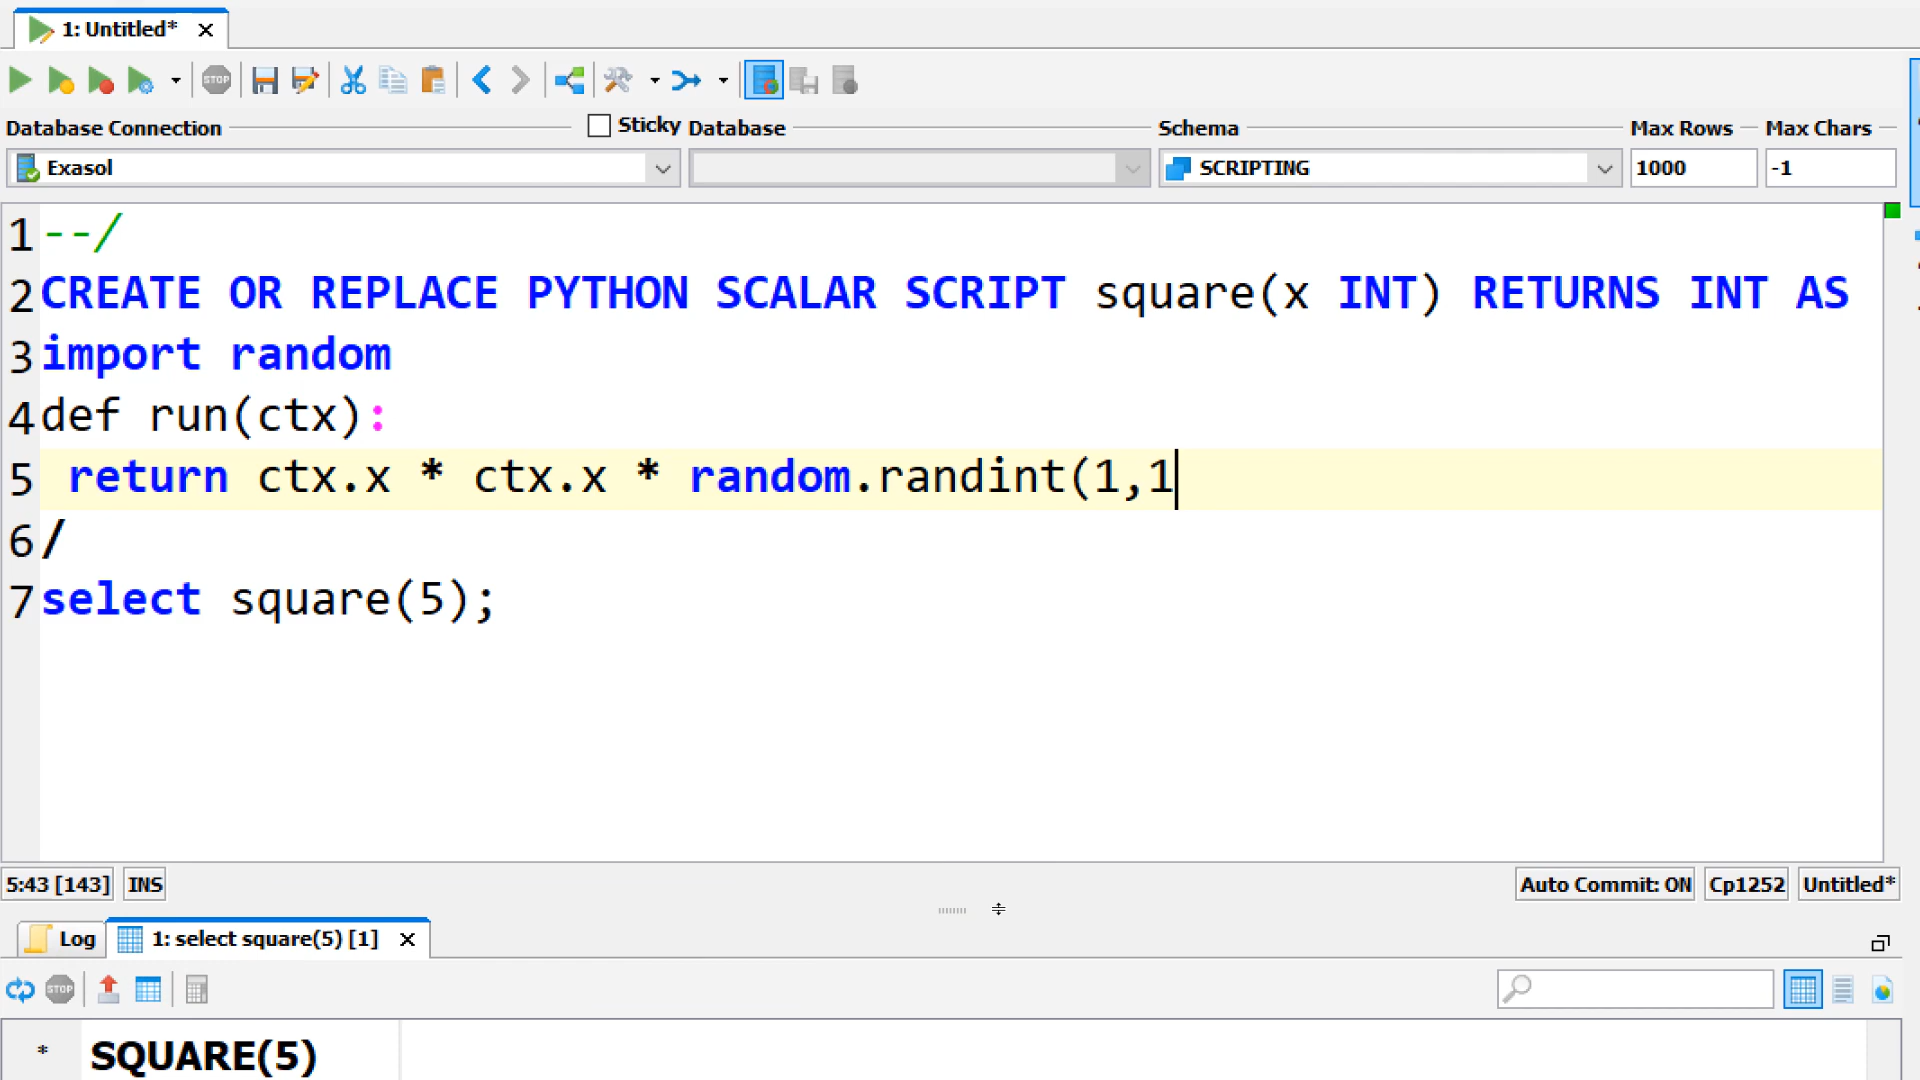 1: Untitled*
STOP
Database Connection
Sticky
Database
Schema
Max Rows
Max Chars
Exasol
SCRIPTING
1000
-1
1 --/
2 CREATE OR REPLACE PYTHON SCALAR SCRIPT square(x INT) RETURNS INT AS
3 import random
4 def run(ctx):
5 return ctx.x * ctx.x * random.randint(1,1
6 /
7 select square(5);
5:43 [143]
INS
Auto Commit: ON
Cp1252
Untitled*
Log
1: select square(5) [1]
STOP
* SQUARE(5)